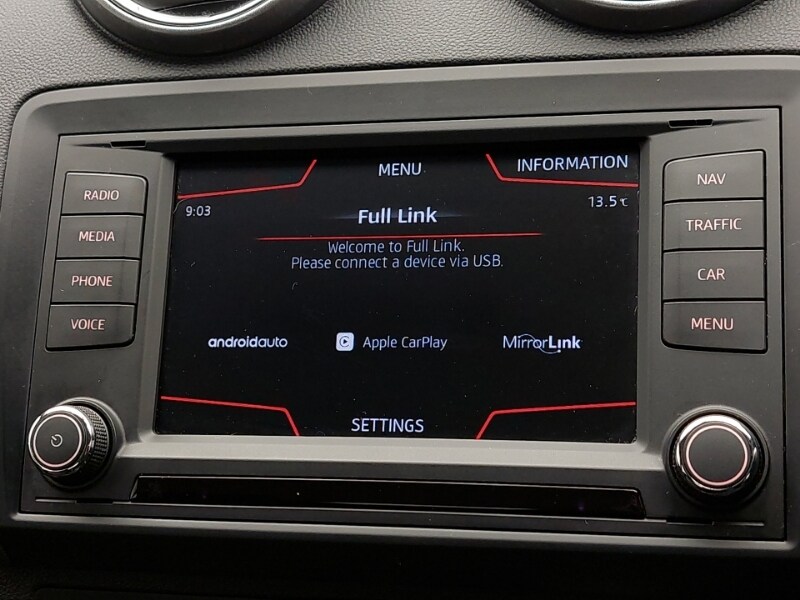 MENU
INFORMATION
9:03
13.5°C
Full Link
Welcome to Full Link.
Please connect a device via USB.
androidauto
Apple CarPlay
MirrorLink
SETTINGS
RADIO
MEDIA
PHONE
VOICE
NAV
TRAFFIC
CAR
MENU